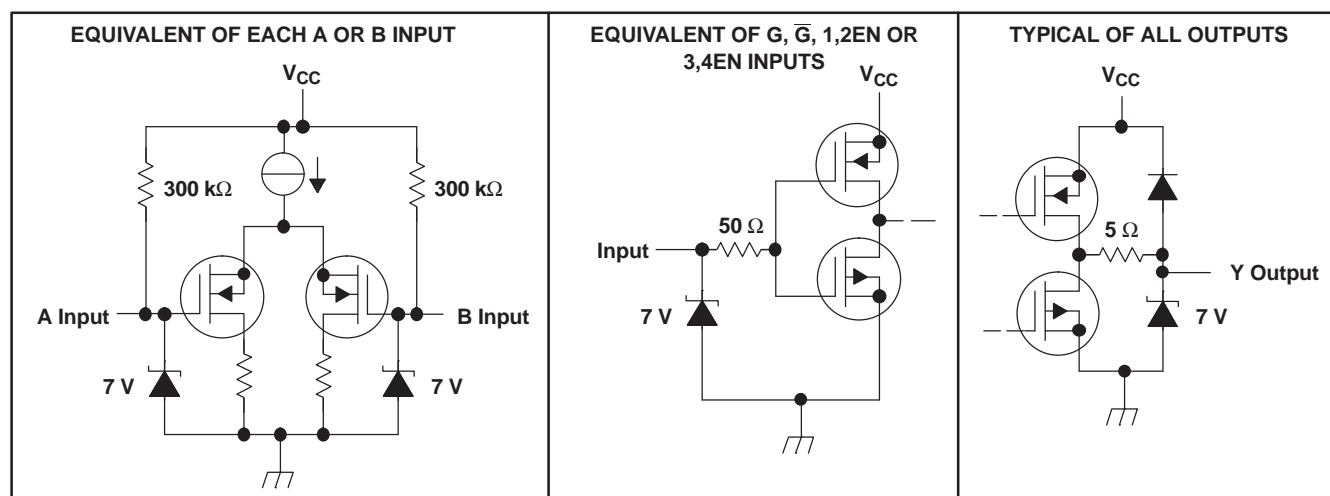 EQUIVALENT OF EACH A OR B INPUT
VCC
300 kΩ
300 kΩ
A Input
B Input
7 V
7 V
EQUIVALENT OF G, G̅, 1,2EN OR
3,4EN INPUTS
VCC
50 Ω
Input
7 V
TYPICAL OF ALL OUTPUTS
VCC
5 Ω
Y Output
7 V